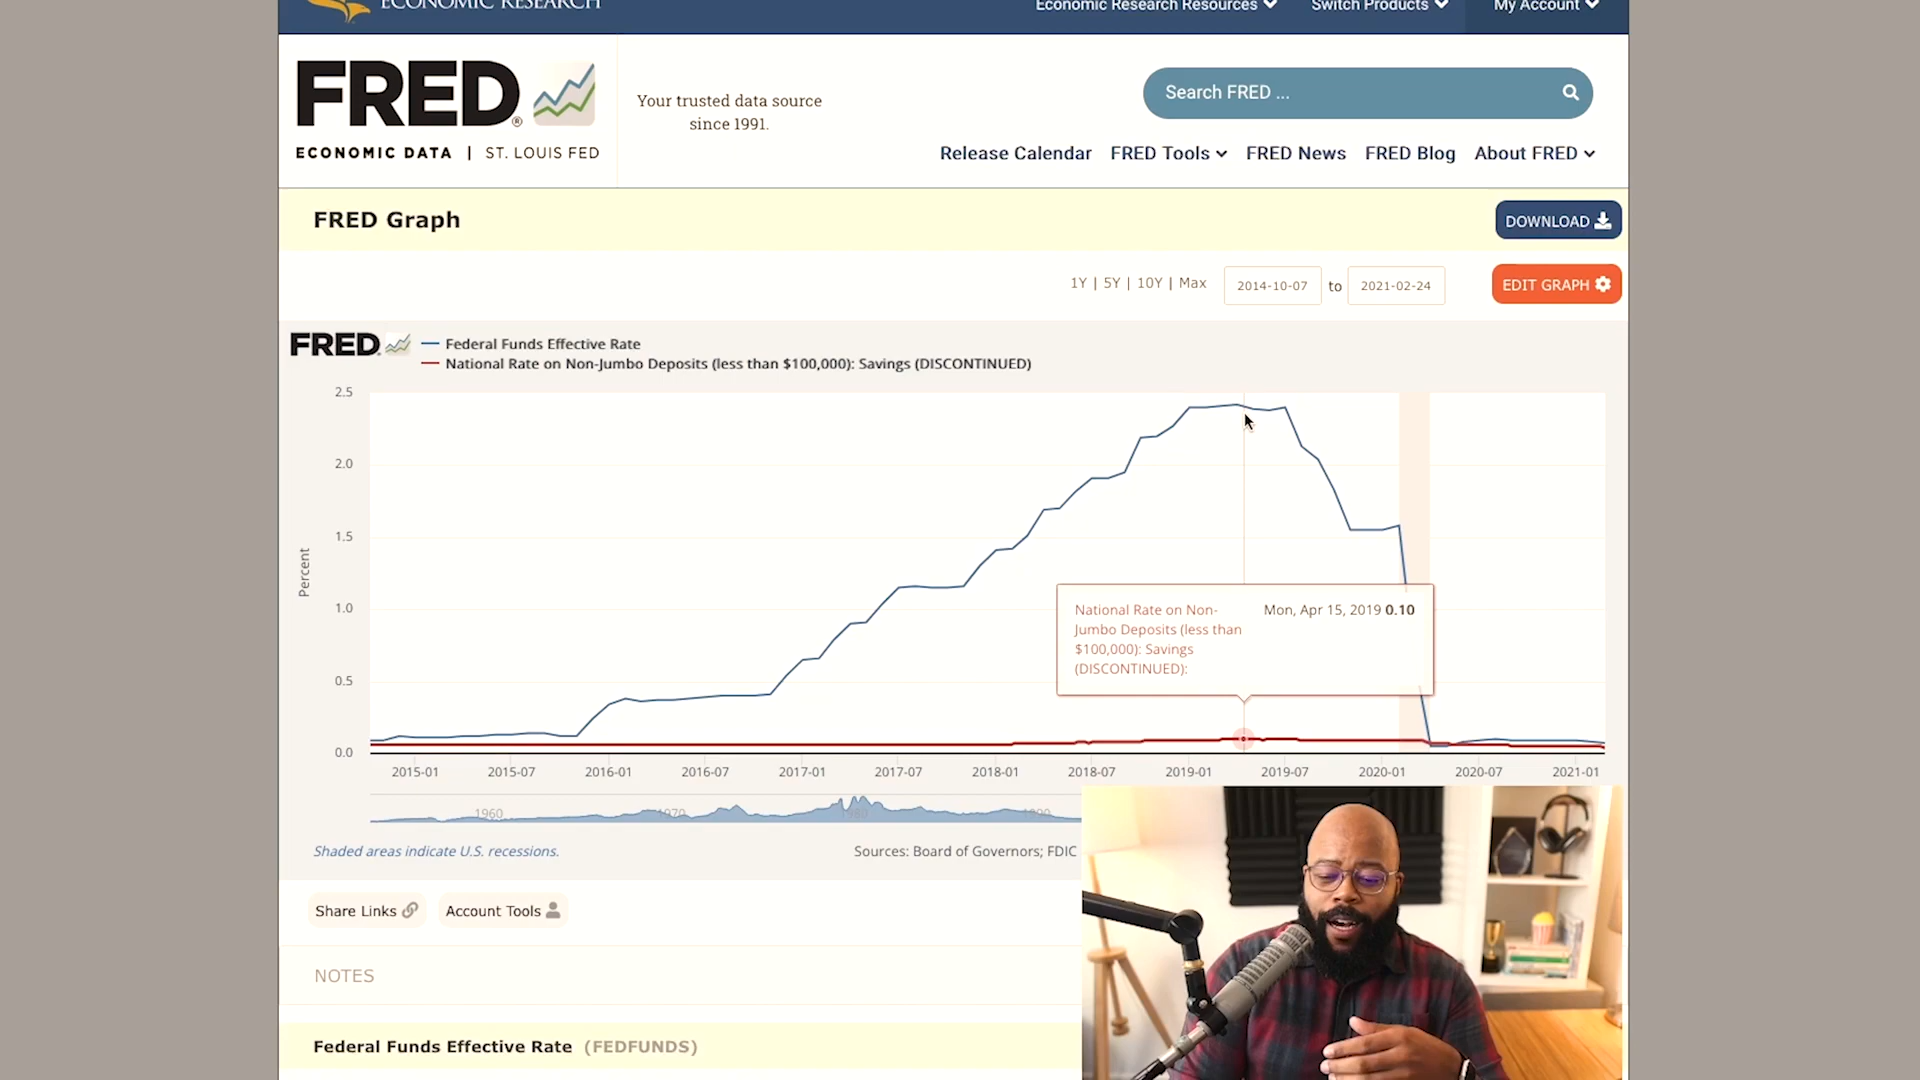 ECONOMIC RESEARCH
Economic Research Resources
Switch Products
My Account
FRED®
ECONOMIC DATA | ST. LOUIS FED
Your trusted data source
since 1991.
Search FRED ...
Release Calendar
FRED Tools
FRED News
FRED Blog
About FRED
FRED Graph
DOWNLOAD
1Y | 5Y | 10Y | Max
2014-10-07
to
2021-02-24
EDIT GRAPH
FRED
Federal Funds Effective Rate
National Rate on Non-Jumbo Deposits (less than $100,000): Savings (DISCONTINUED)
2.5
2.0
1.5
1.0
0.5
0.0
Percent
National Rate on Non-
Jumbo Deposits (less than
$100,000): Savings
(DISCONTINUED):
Mon, Apr 15, 2019 0.10
2015-01
2015-07
2016-01
2016-07
2017-01
2017-07
2018-01
2018-07
2019-01
2019-07
2020-01
2020-07
2021-01
1960
1970
1980
1990
Shaded areas indicate U.S. recessions.
Sources: Board of Governors; FDIC
Share Links
Account Tools
NOTES
Federal Funds Effective Rate (FEDFUNDS)